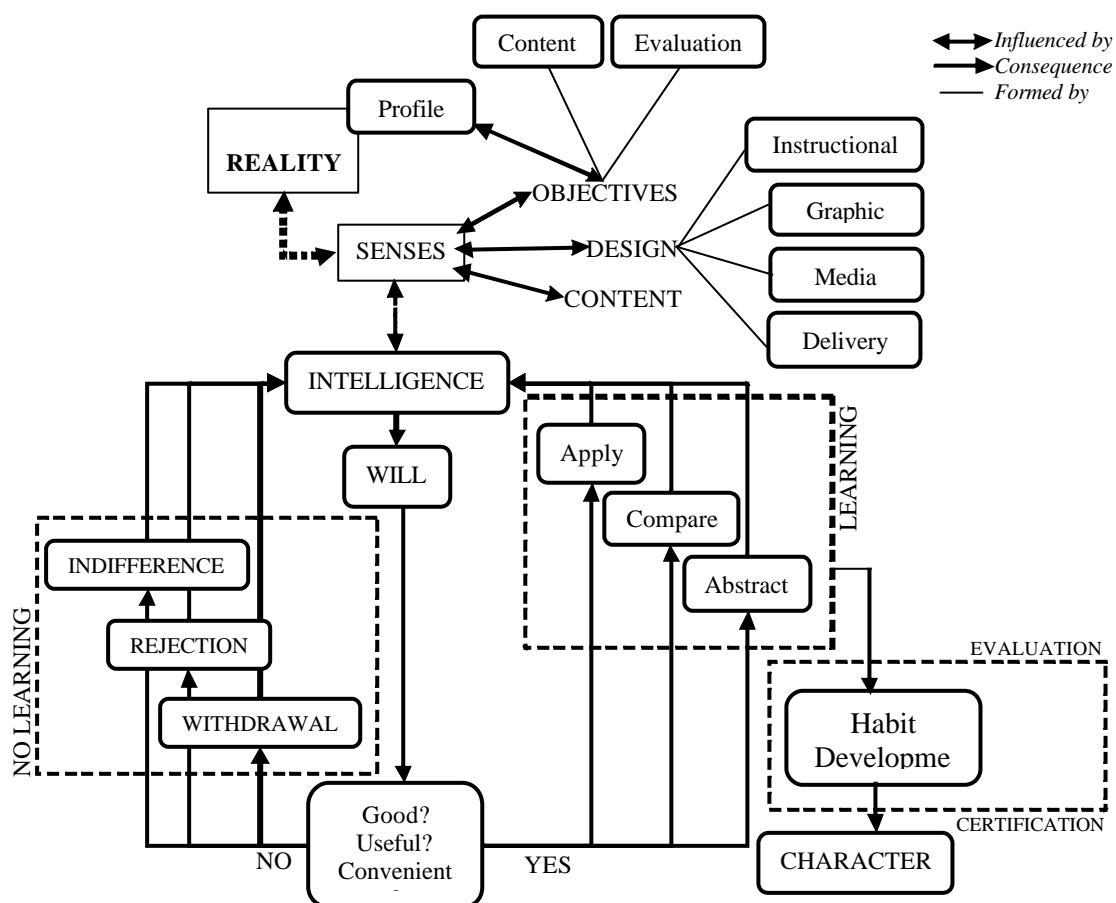 Content
Evaluation
Influenced by
Consequence
Formed by
Profile
REALITY
Instructional
OBJECTIVES
Graphic
SENSES
DESIGN
Media
CONTENT
Delivery
INTELLIGENCE
LEARNING
Apply
WILL
Compare
INDIFFERENCE
Abstract
NO LEARNING
REJECTION
EVALUATION
WITHDRAWAL
Habit
Developme
Good?
Useful?
Convenient
NO
YES
CERTIFICATION
CHARACTER